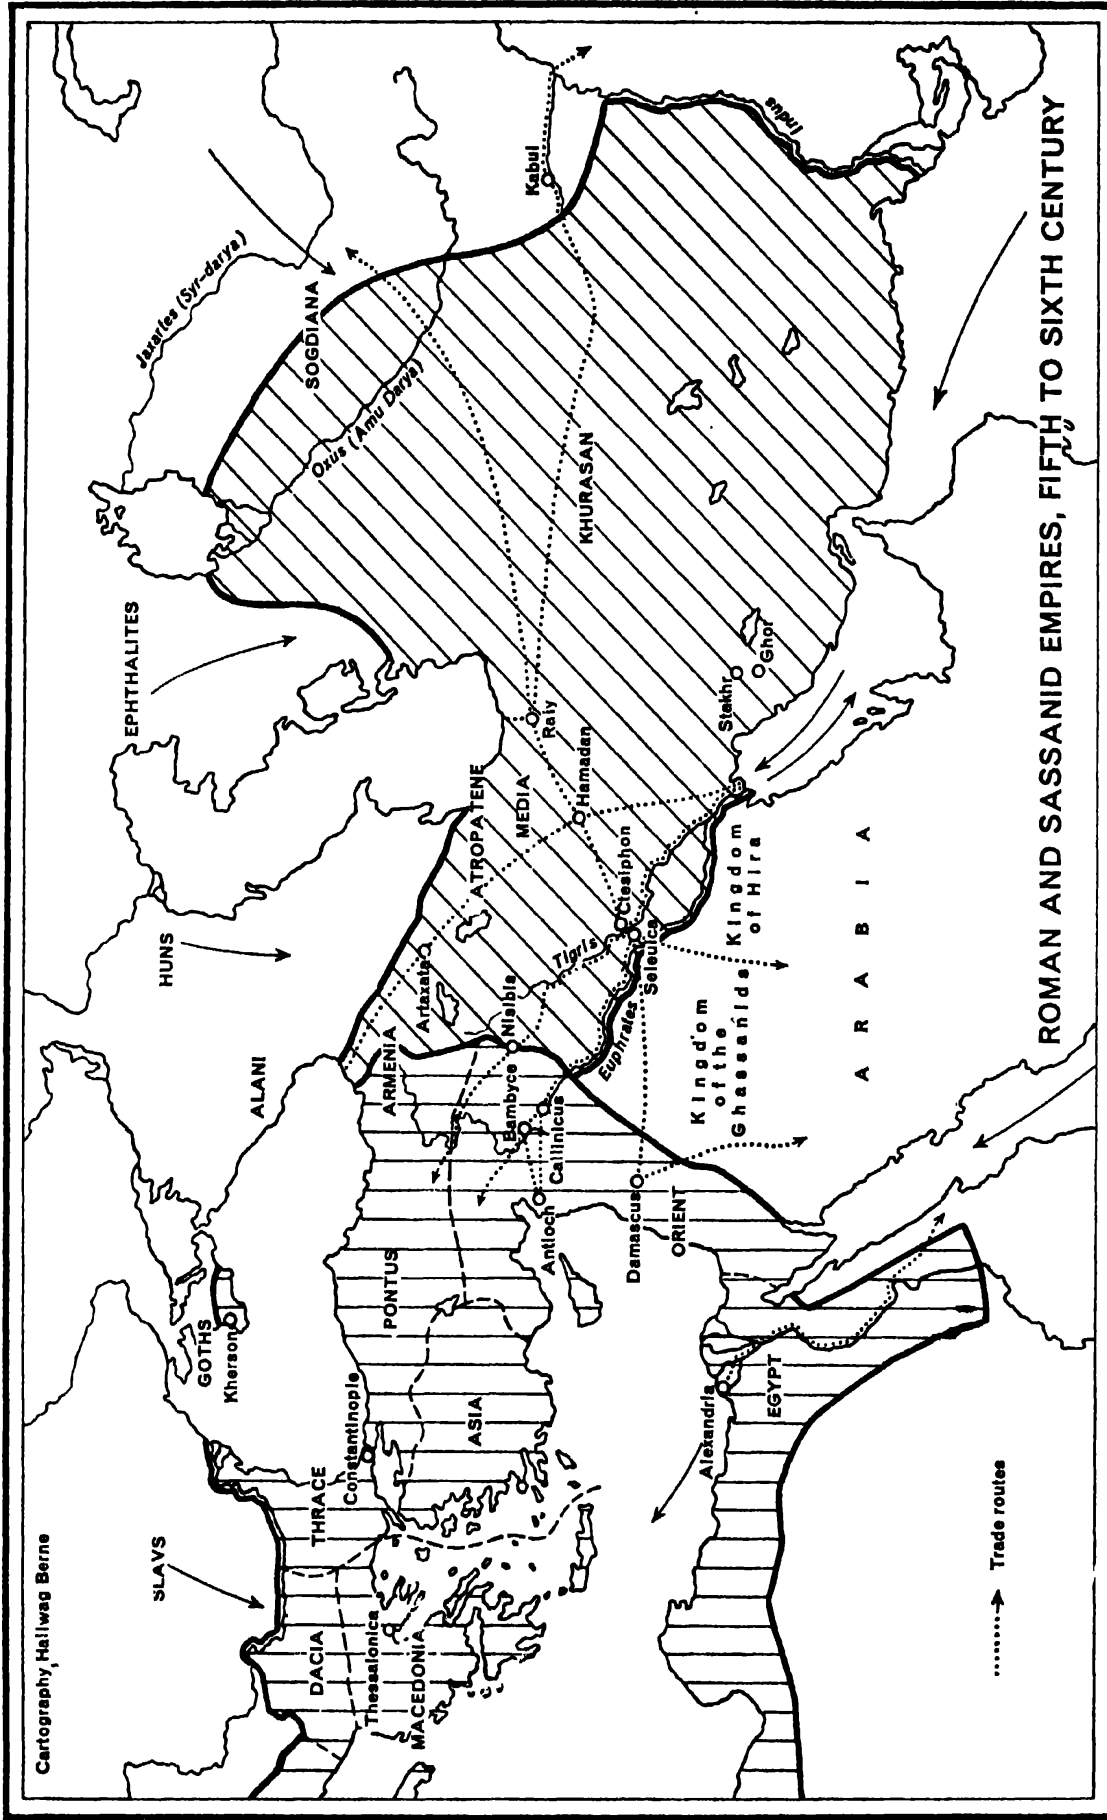 Cartography, Hallwag Berne
SLAVS
DACIA
THRACE
Thessalonica
MACEDONIA
Constantinople
GOTHS
Kherson
ASIA
PONTUS
ALANI
HUNS
EPHTHALITES
ARMENIA
Artaxata
ATROPATENE
MEDIA
Raiy
Hamadan
Nisibis
Bambyce
Callinicus
Antioch
Damascus
ORIENT
Alexandria
EGYPT
Tigris
Euphrates
Ctesiphon
Seleuica
Kingdom
of the
Ghassanids
Kingdom
of Hira
ARABIA
Stakhr
Ghor
KHURASAN
SOGDIANA
Oxus (Amu Darya)
Jaxartes (Syr-darya)
Kabul
Indus
Trade routes
ROMAN AND SASSANID EMPIRES, FIFTH TO SIXTH CENTURY